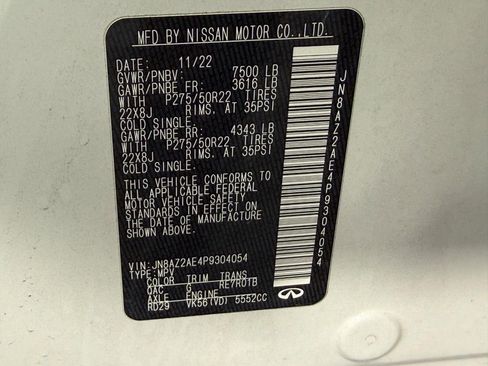 MFD BY NISSAN MOTOR CO.,LTD.
DATE: 11/22
GVWR/PNBV: 7500 LB
GAWR/PNBE FR: 3616 LB
WITH P275/50R22 TIRES
22X8J RIMS. AT 35PSI
COLD SINGLE.
GAWR/PNBE RR: 4343 LB
WITH P275/50R22 TIRES
22X8J RIMS. AT 35PSI
COLD SINGLE.
THIS VEHICLE CONFORMS TO
ALL APPLICABLE FEDERAL
MOTOR VEHICLE SAFETY
STANDARDS IN EFFECT ON
THE DATE OF MANUFACTURE
SHOWN ABOVE.
VIN: JN8AZ2AE4P9304054
TYPE:MPV
COLOR TRIM TRANS
QAC G RE7R01B
AXLE ENGINE
RD29 VK56(VD) 5552CC
JN8AZ2AE4P9304054